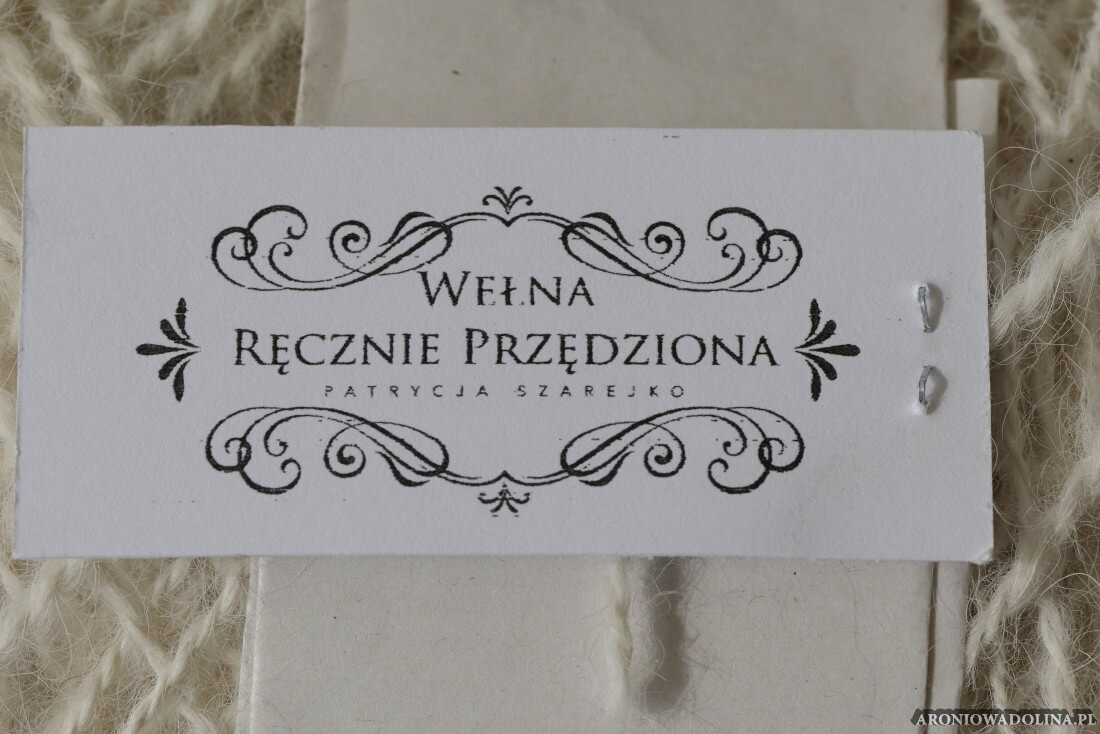 Wełna
Ręcznie Przędziona
PATRYCJA SZAREJKO
ARONIOWADOLINA.PL